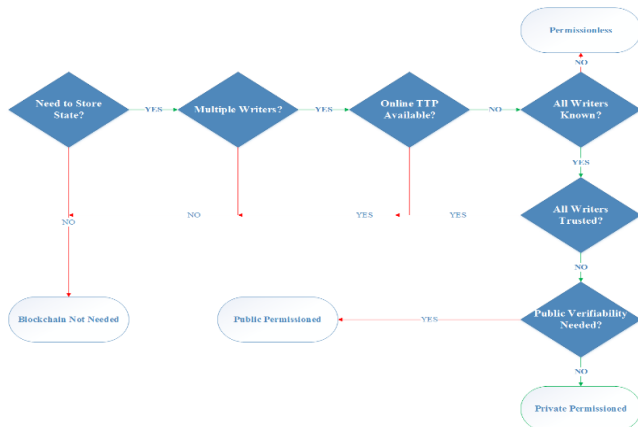 Permissionless
NO
Need to Store
State?
YES
Multiple Writers?
YES
Online TTP
Available?
NO
All Writers
Known?
YES
NO
NO
YES
YES
All Writers
Trusted?
NO
Blockchain Not Needed
Public Permissioned
YES
Public Verifiability
Needed?
NO
Private Permissioned